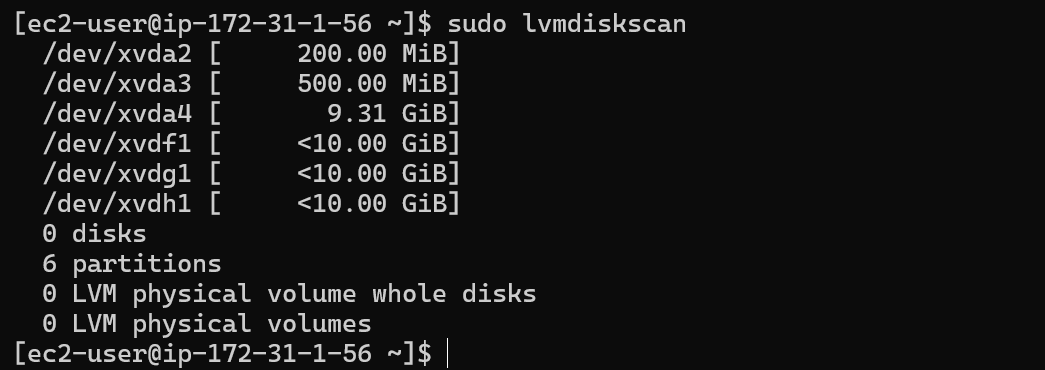 [ec2-user@ip-172-31-1-56 ~]$ sudo lvmdiskscan
  /dev/xvda2 [     200.00 MiB]
  /dev/xvda3 [     500.00 MiB]
  /dev/xvda4 [       9.31 GiB]
  /dev/xvdf1 [     <10.00 GiB]
  /dev/xvdg1 [     <10.00 GiB]
  /dev/xvdh1 [     <10.00 GiB]
  0 disks
  6 partitions
  0 LVM physical volume whole disks
  0 LVM physical volumes
[ec2-user@ip-172-31-1-56 ~]$